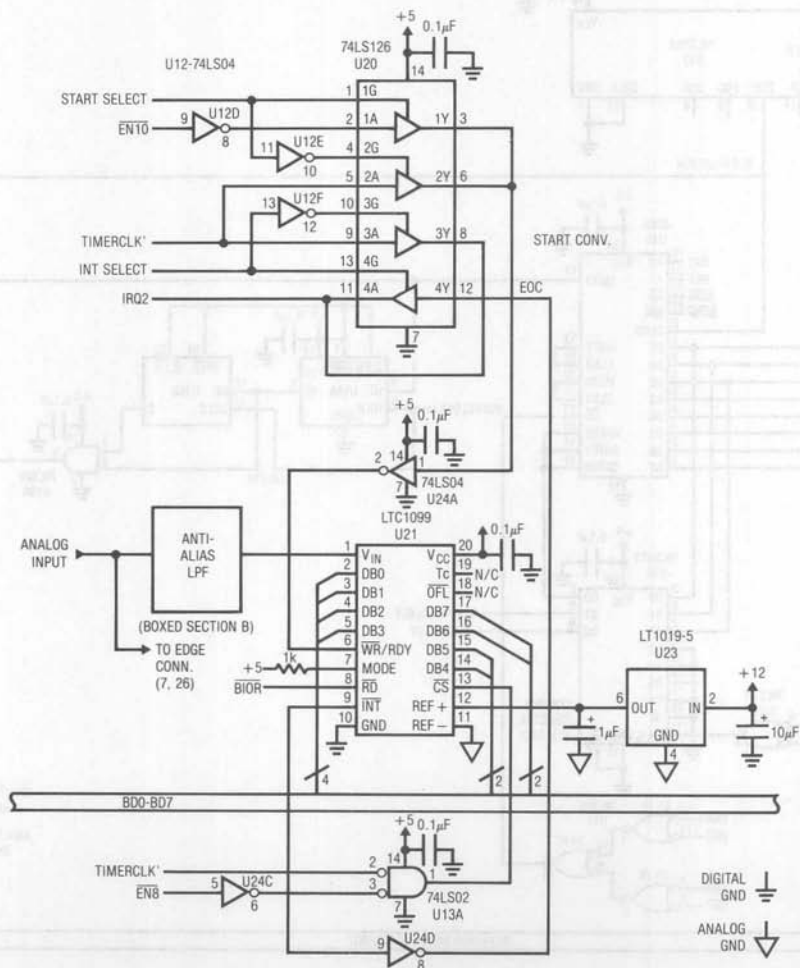 +5
0.1µF
74LS126
U20
U12-74LS04
14
START SELECT
1 1G
EN10 9 U12D 8
2 1A 1Y 3
11 U12E 10
4 2G
5 2A 2Y 6
13 U12F 12
10 3G
TIMERCLK'
9 3A 3Y 8
START CONV.
INT SELECT
13 4G
IRQ2
11 4A 4Y 12 EOC
7
+5
0.1µF
14
2 1
7
74LS04
U24A
LTC1099
U21
0.1µF
ANALOG
INPUT
ANTI-
ALIAS
LPF
(BOXED SECTION B)
TO EDGE
CONN.
(7, 26)
1 VIN VCC 20
2 DB0 TC 19 N/C
3 DB1 OFL 18 N/C
4 DB2 DB7 17
5 DB3 DB6 16
6 WR/RDY DB5 15
+5 1k 7 MODE DB4 14
BIOR 8 RD CS 13
9 INT REF + 12
10 GND REF − 11
LT1019-5
U23
+12
6 OUT IN 2
GND
4
+
1µF
+
10µF
4
2
2
BD0-BD7
+5
0.1µF
TIMERCLK'
2 14
EN8 5 U24C 6
3 1
7
74LS02
U13A
9 U24D 8
DIGITAL
GND
ANALOG
GND